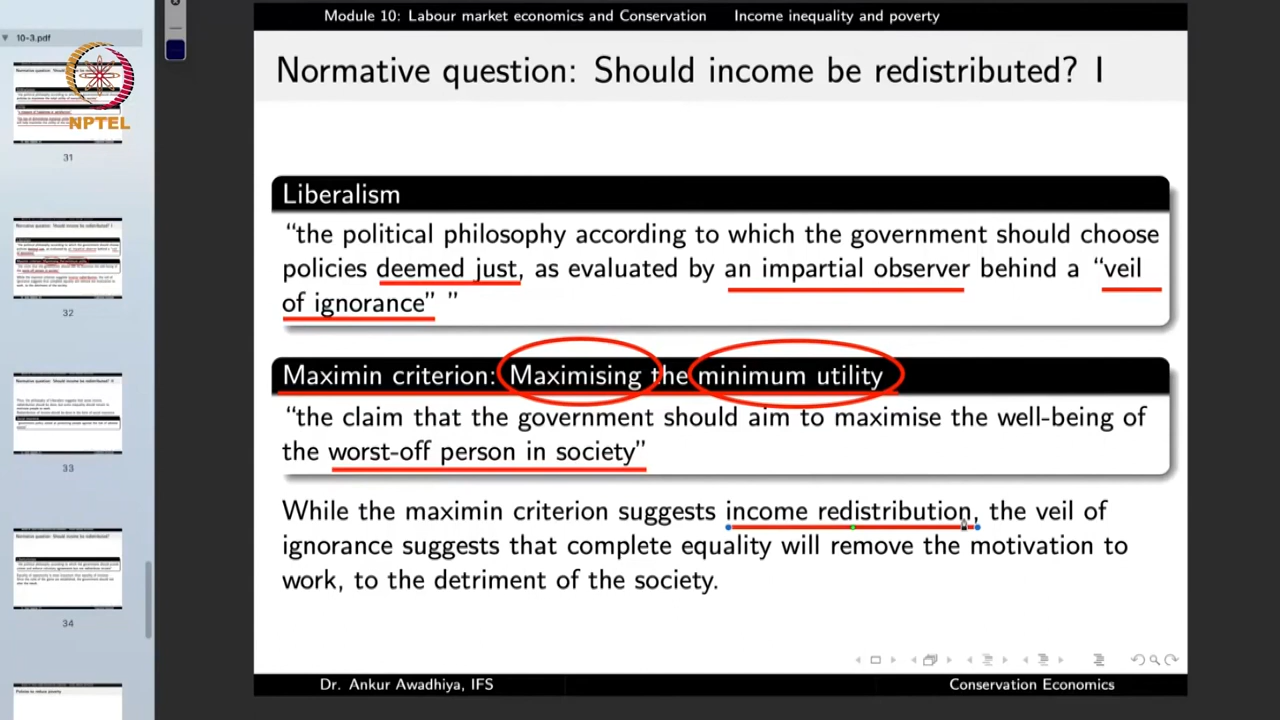 Module 10: Labour market economics and Conservation Income inequality and poverty
10-3.pdf
NPTEL
31
32
33
34
Normative question: Should income be redistributed? I
Liberalism
“the political philosophy according to which the government should choose
policies deemed just, as evaluated by an impartial observer behind a “veil
of ignorance” ”
Maximin criterion: Maximising the minimum utility
“the claim that the government should aim to maximise the well-being of
the worst-off person in society”
While the maximin criterion suggests income redistribution, the veil of
ignorance suggests that complete equality will remove the motivation to
work, to the detriment of the society.
Dr. Ankur Awadhiya, IFS Conservation Economics